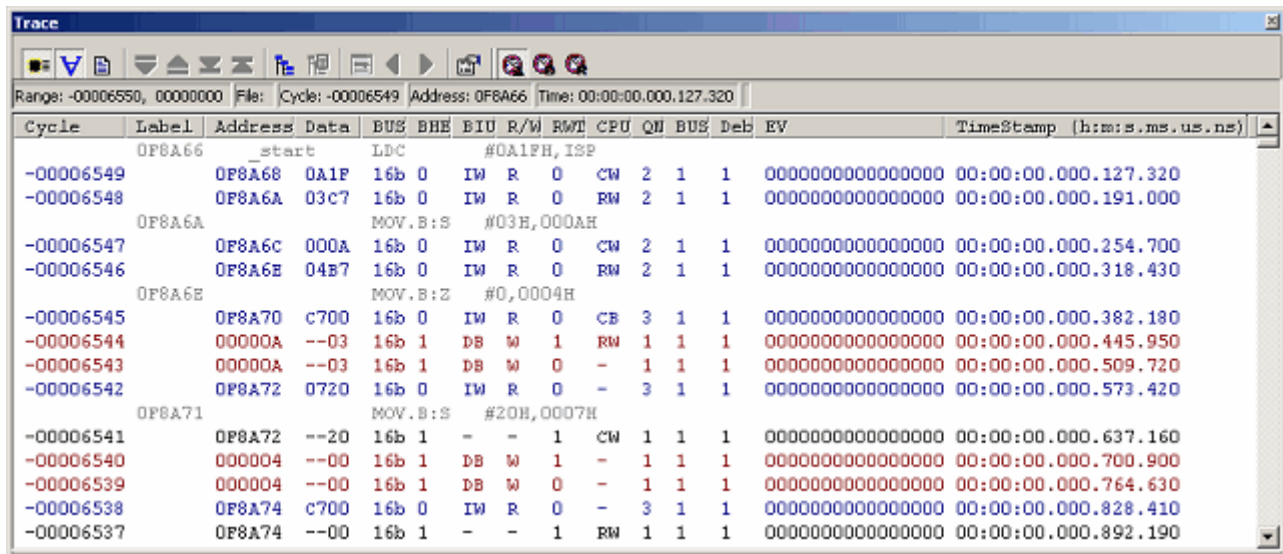 Trace
Range: -00006550, 00000000 File: Cycle: -00006549 Address: 0F8A66 Time: 00:00:00.000.127.320
Cycle Label Address Data BUS BHE BIU R/W RWT CPU QN BUS Deb EV TimeStamp (h:m:s.ms.us.ns)
0F8A66 _start LDC #0A1FH,ISP
-00006549 0F8A68 0A1F 16b 0 IW R 0 CW 2 1 1 0000000000000000 00:00:00.000.127.320
-00006548 0F8A6A 03C7 16b 0 IW R 0 RW 2 1 1 0000000000000000 00:00:00.000.191.000
0F8A6A MOV.B:S #03H,000AH
-00006547 0F8A6C 000A 16b 0 IW R 0 CW 2 1 1 0000000000000000 00:00:00.000.254.700
-00006546 0F8A6E 04B7 16b 0 IW R 0 RW 2 1 1 0000000000000000 00:00:00.000.318.430
0F8A6E MOV.B:Z #0,0004H
-00006545 0F8A70 C700 16b 0 IW R 0 CB 3 1 1 0000000000000000 00:00:00.000.382.180
-00006544 00000A --03 16b 1 DB W 1 RW 1 1 1 0000000000000000 00:00:00.000.445.950
-00006543 00000A --03 16b 1 DB W 0 - 1 1 1 0000000000000000 00:00:00.000.509.720
-00006542 0F8A72 0720 16b 0 IW R 0 - 3 1 1 0000000000000000 00:00:00.000.573.420
0F8A71 MOV.B:S #20H,0007H
-00006541 0F8A72 --20 16b 1 - - 1 CW 1 1 1 0000000000000000 00:00:00.000.637.160
-00006540 000004 --00 16b 1 DB W 1 - 1 1 1 0000000000000000 00:00:00.000.700.900
-00006539 000004 --00 16b 1 DB W 0 - 1 1 1 0000000000000000 00:00:00.000.764.630
-00006538 0F8A74 C700 16b 0 IW R 0 - 3 1 1 0000000000000000 00:00:00.000.828.410
-00006537 0F8A74 --00 16b 1 - - 1 RW 1 1 1 0000000000000000 00:00:00.000.892.190